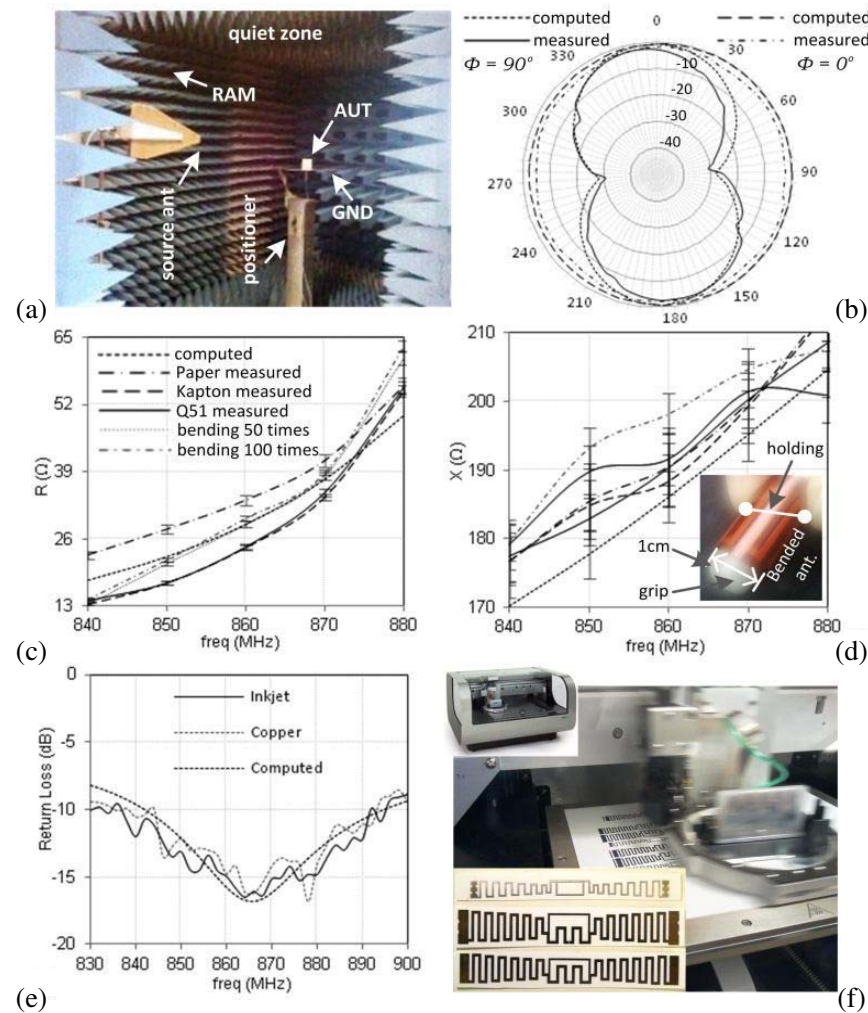 quiet zone
RAM
AUT
GND
source ant
positioner
(a)
computed computed
measured measured
Φ = 90° Φ = 0°
0
30
60
90
120
150
180
210
240
270
300
330
-10
-20
-30
-40
(b)
65
52
39
26
13
R (Ω)
computed
Paper measured
Kapton measured
Q51 measured
bending 50 times
bending 100 times
840 850 860 870 880
freq (MHz)
(c)
210
200
190
180
170
X (Ω)
holding
1cm
Bended
ant.
grip
840 850 860 870 880
freq (MHz)
(d)
0
-5
-10
-15
-20
Return Loss (dB)
Inkjet
Copper
Computed
830 840 850 860 870 880 890 900
freq (MHz)
(e)
(f)